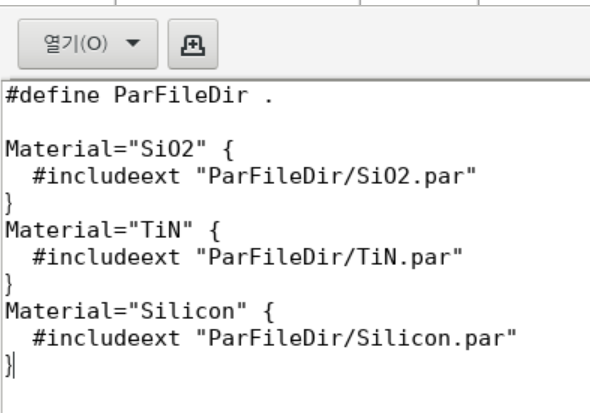 열기(O)
#define ParFileDir .
Material="SiO2" {
  #includeext "ParFileDir/SiO2.par"
}
Material="TiN" {
  #includeext "ParFileDir/TiN.par"
}
Material="Silicon" {
  #includeext "ParFileDir/Silicon.par"
}